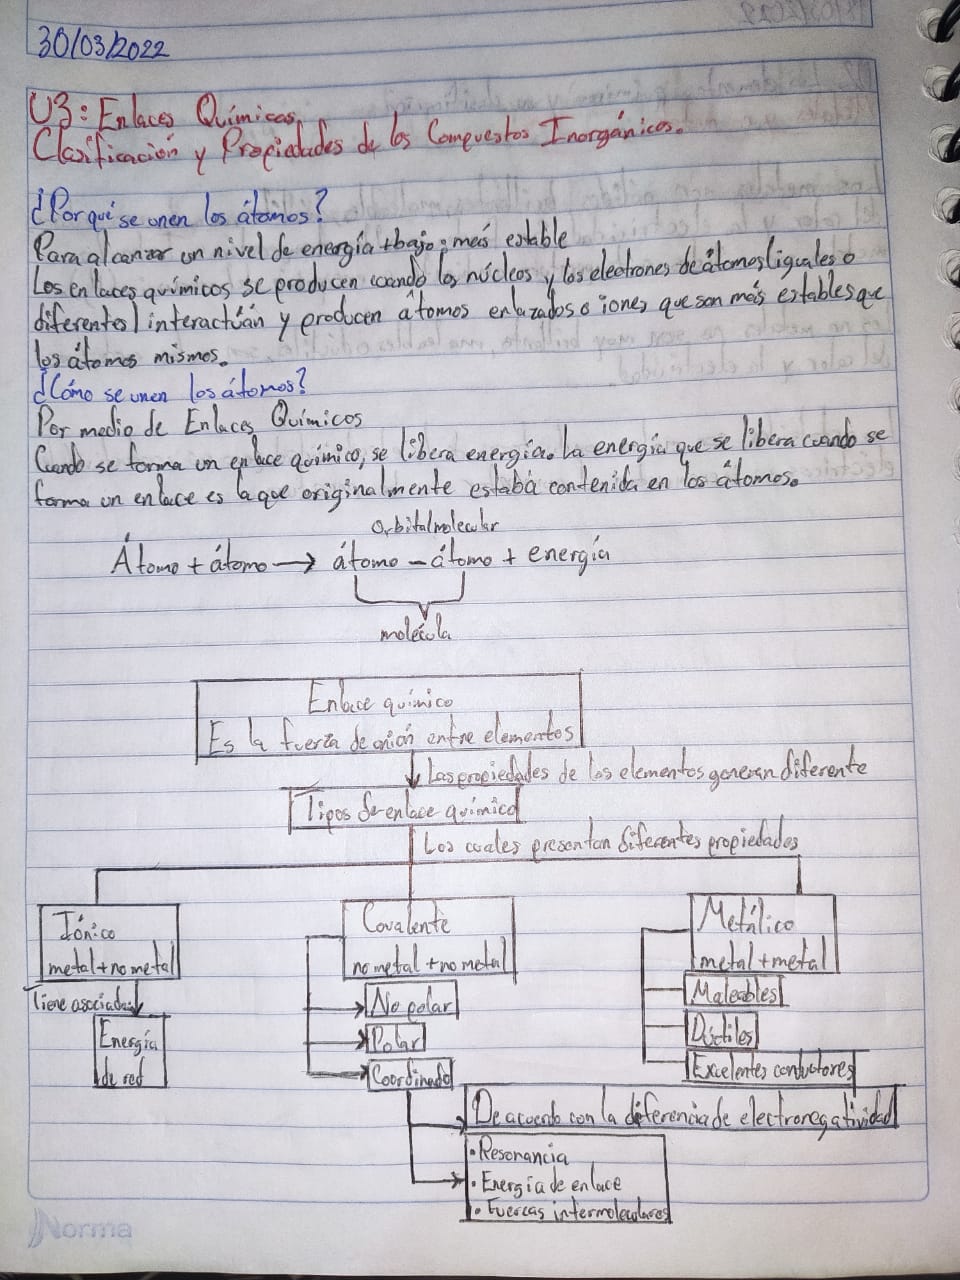 30/03/2022
U3: Enlaces Químicos.
Clasificación y Propiedades de los Compuestos Inorgánicos.
¿Por qué se unen los átomos?
Para alcanzar un nivel de energía +bajo; más estable
Los enlaces químicos se producen cuando los núcleos y los electrones de átomos (iguales o
diferentes) interactúan y producen átomos enlazados o iones que son más estables que
los átomos mismos.
¿Cómo se unen los átomos?
Por medio de Enlaces Químicos
Cuando se forma un enlace químico, se libera energía. La energía que se libera cuando se
forma un enlace es la que originalmente estaba contenida en los átomos.
orbital molecular
Átomo + átomo → átomo - átomo + energía
molécula
Enlace químico
Es la fuerza de unión entre elementos
Las propiedades de los elementos generan diferente
Tipos de enlace químico
Los cuales presentan diferentes propiedades
Iónico
metal + no metal
Tiene asociada
Energía
de red
Covalente
no metal + no metal
No polar
Polar
Coordinado
Metálico
metal + metal
Maleables
Dúctiles
Excelentes conductores
De acuerdo con la diferencia de electronegatividad
• Resonancia
• Energía de enlace
• Fuercas intermoleculares
Norma